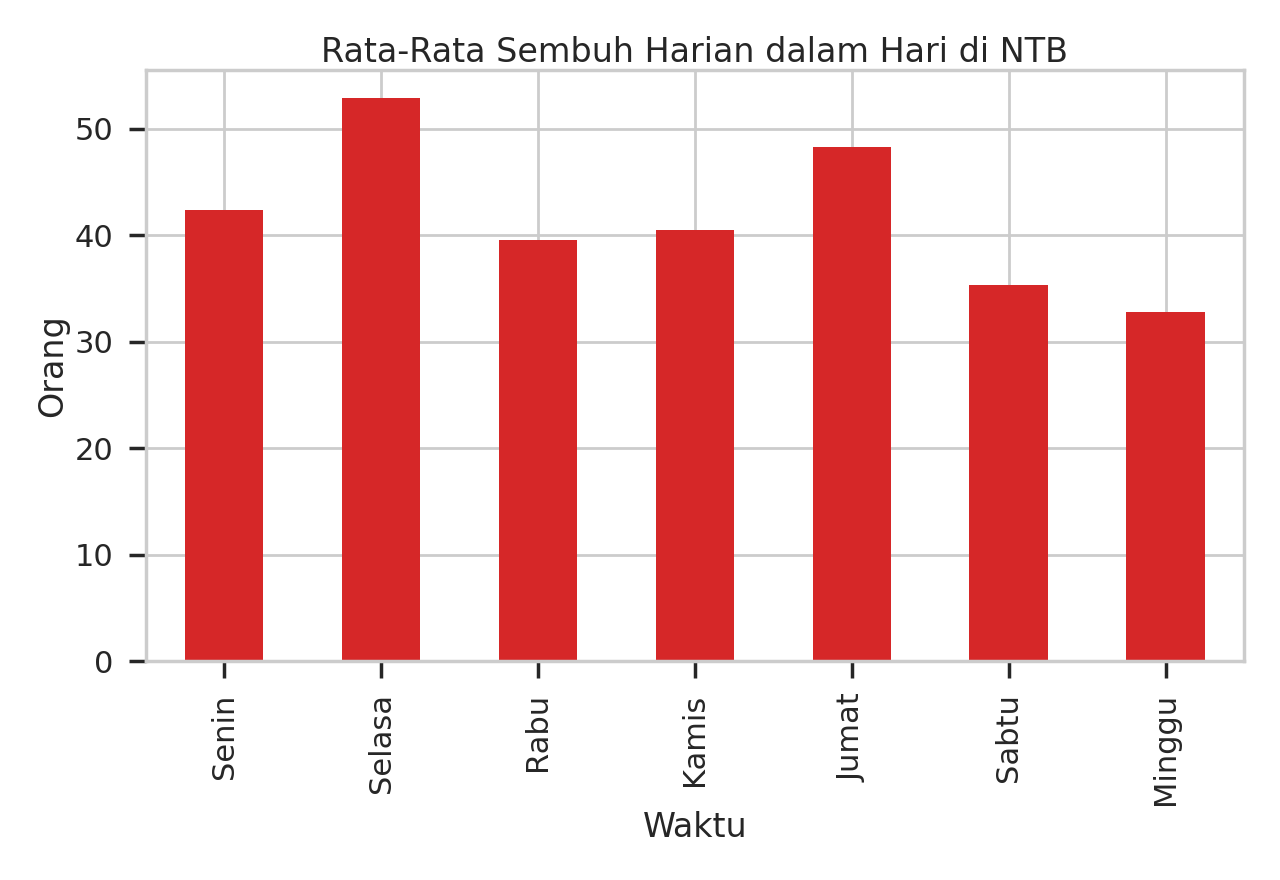 Rata-Rata Sembuh Harian dalam Hari di NTB
Orang
50
40
30
20
10
0
Senin
Selasa
Rabu
Kamis
Jumat
Sabtu
Minggu
Waktu